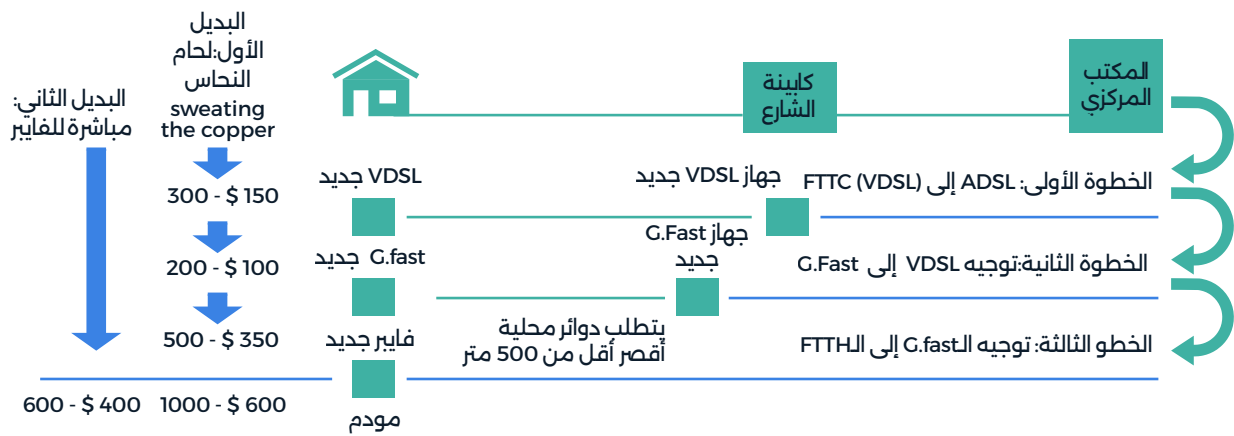 المكتب
المركزي
كابينة
الشارع
البديل
الأول:لحام
النحاس
sweating
the copper
البديل الثاني:
مباشرة للفايبر
الخطوة الأولى: ADSL إلى FTTC (VDSL)
جهاز VDSL جديد
VDSL جديد
300 - $ 150
الخطوة الثانية:توجيه VDSL إلى G.Fast
جهاز G.Fast
جديد
G.fast جديد
200 - $ 100
الخطو الثالثة: توجيه الـG.fast إلى الـFTTH
يتطلب دوائر محلية
أقصر أقل من 500 متر
فايبر جديد
500 - $ 350
مودم
1000 - $ 600
600 - $ 400